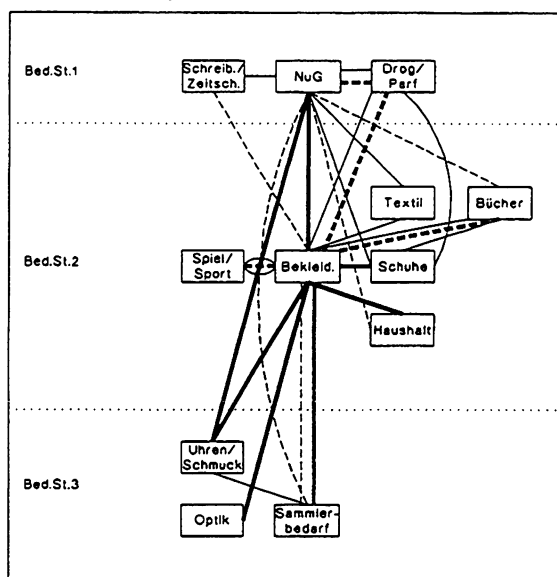 Bed.St.1
Schreib./
Zeitsch.
NuG
Drog/
Parf
Textil
Bücher
Bed.St.2
Spiel/
Sport
Bekleid.
Schuhe
Haushalt
Uhren/
Schmuck
Bed.St.3
Optik
Sammler-
bedarf